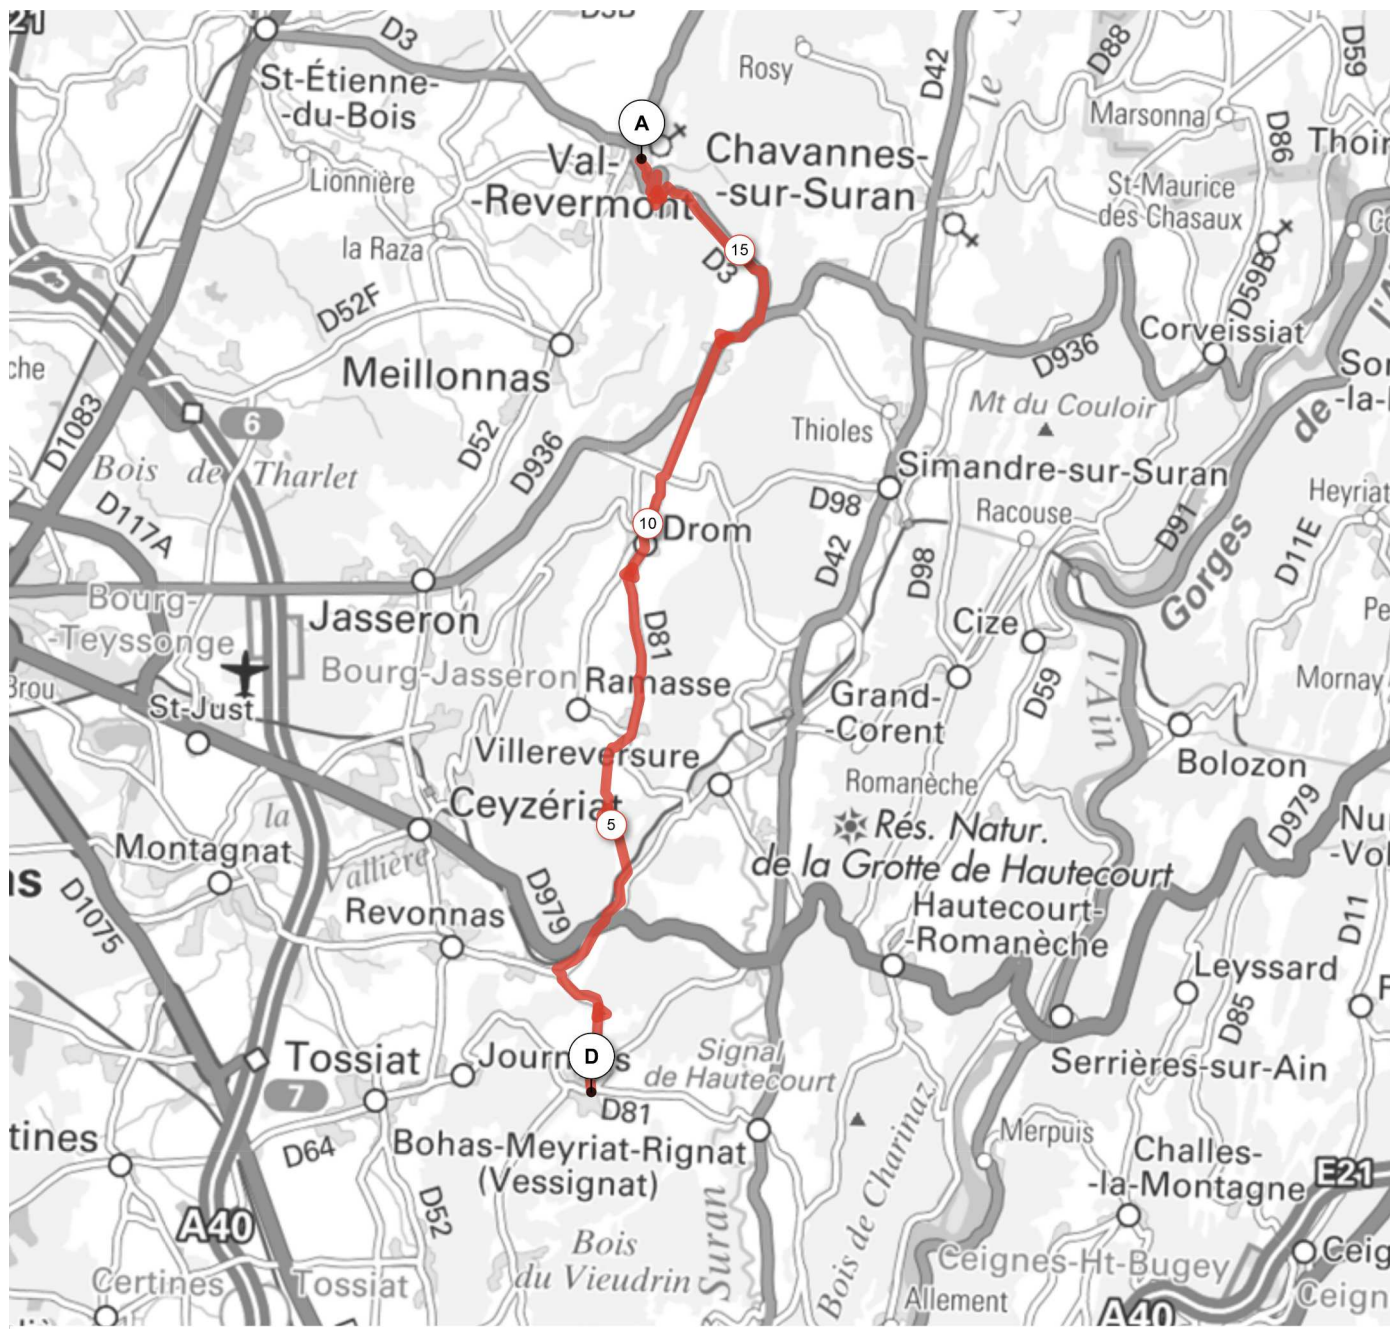 D3
D42
D88
D59
Rosy
le
St-Étienne-
-du-Bois
Marsonna
D86
A
Val-
-Revermont
Chavannes-
-sur-Suran
Lionnière
St-Maurice
des Chasaux
la Raza
15
D3
D59B
D52F
Corveissiat
D936
Meillonnas
Mt du Couloir
de
D1083
6
D52
D936
Thioles
Bois de Tharlet
Simandre-sur-Suran
D117A
D98
Racouse
D91
Gorges
D11E
10
Drom
D42
D98
Bourg-
-Teyssonge
Jasseron
D81
Cize
l'Ain
Bourg-Jasseron
Ramasse
Brou
St-Just
D59
Grand-
-Corent
Mornay
Villereversure
Bolozon
Romanèche
Ceyzériat
5
la
Vallière
Rés. Natur.
de la Grotte de Hautecourt
D979
Montagnat
D1075
D979
Revonnas
Hautecourt-
-Romanèche
D11
Leyssard
D85
Tossiat
Journans
D
Signal
de Hautecourt
Serrières-sur-Ain
7
D81
D64
Bohas-Meyriat-Rignat
(Vessignat)
Merpuis
Challes-
-la-Montagne
E21
D52
A40
Suran
Bois de Charinaz
Bois
du Vieudrin
Ceignes-Ht-Bugey
Certines
Tossiat
Allement
A40